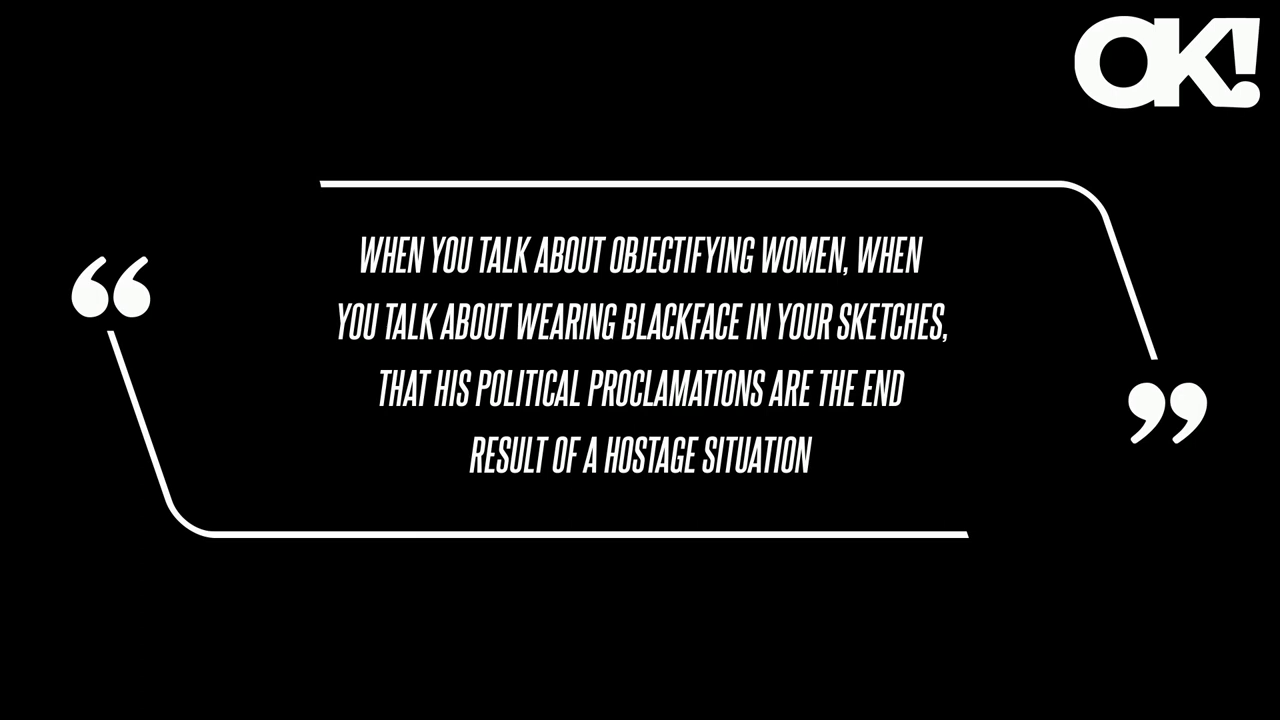 OK!
“
WHEN YOU TALK ABOUT OBJECTIFYING WOMEN, WHEN
YOU TALK ABOUT WEARING BLACKFACE IN YOUR SKETCHES,
THAT HIS POLITICAL PROCLAMATIONS ARE THE END
RESULT OF A HOSTAGE SITUATION
”